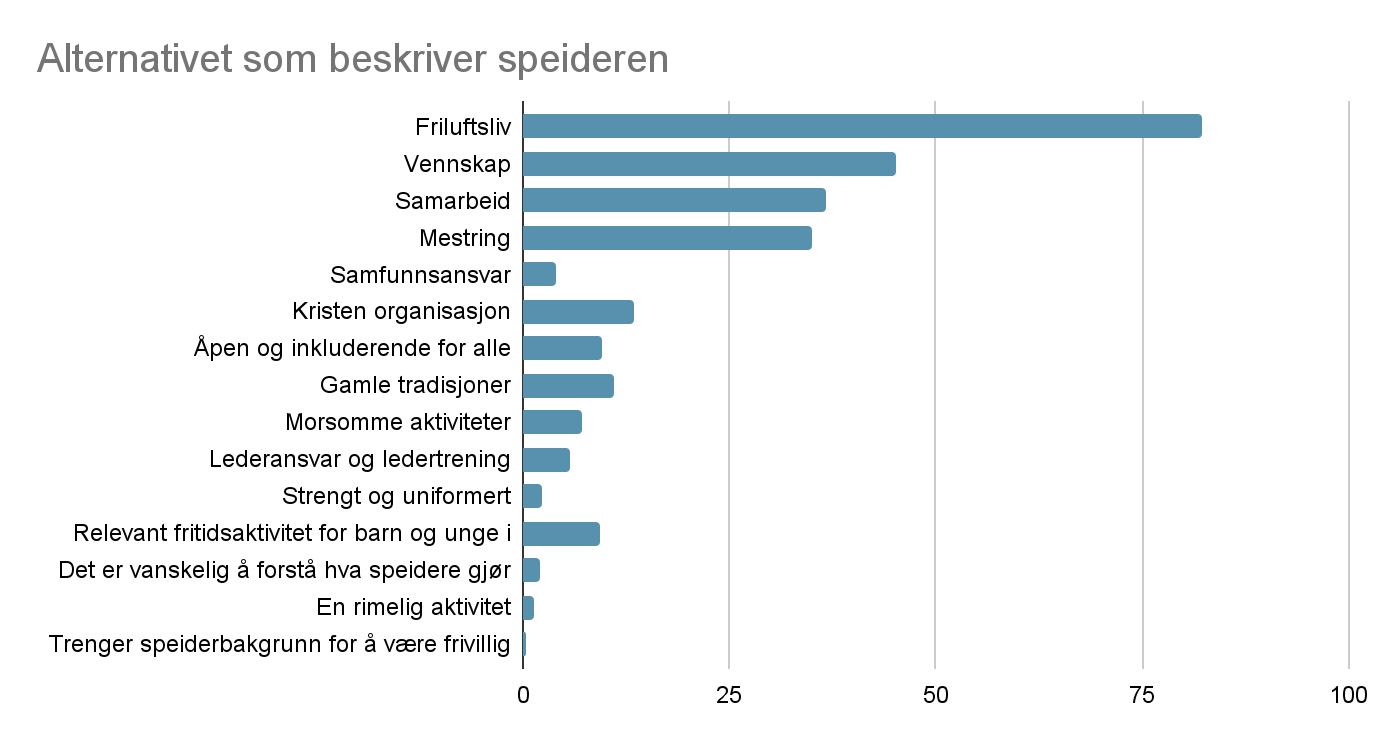 Alternativet som beskriver speideren
Friluftsliv
Vennskap
Samarbeid
Mestring
Samfunnsansvar
Kristen organisasjon
Åpen og inkluderende for alle
Gamle tradisjoner
Morsomme aktiviteter
Lederansvar og ledertrening
Strengt og uniformert
Relevant fritidsaktivitet for barn og unge i
Det er vanskelig å forstå hva speidere gjør
En rimelig aktivitet
Trenger speiderbakgrunn for å være frivillig
0 25 50 75 100